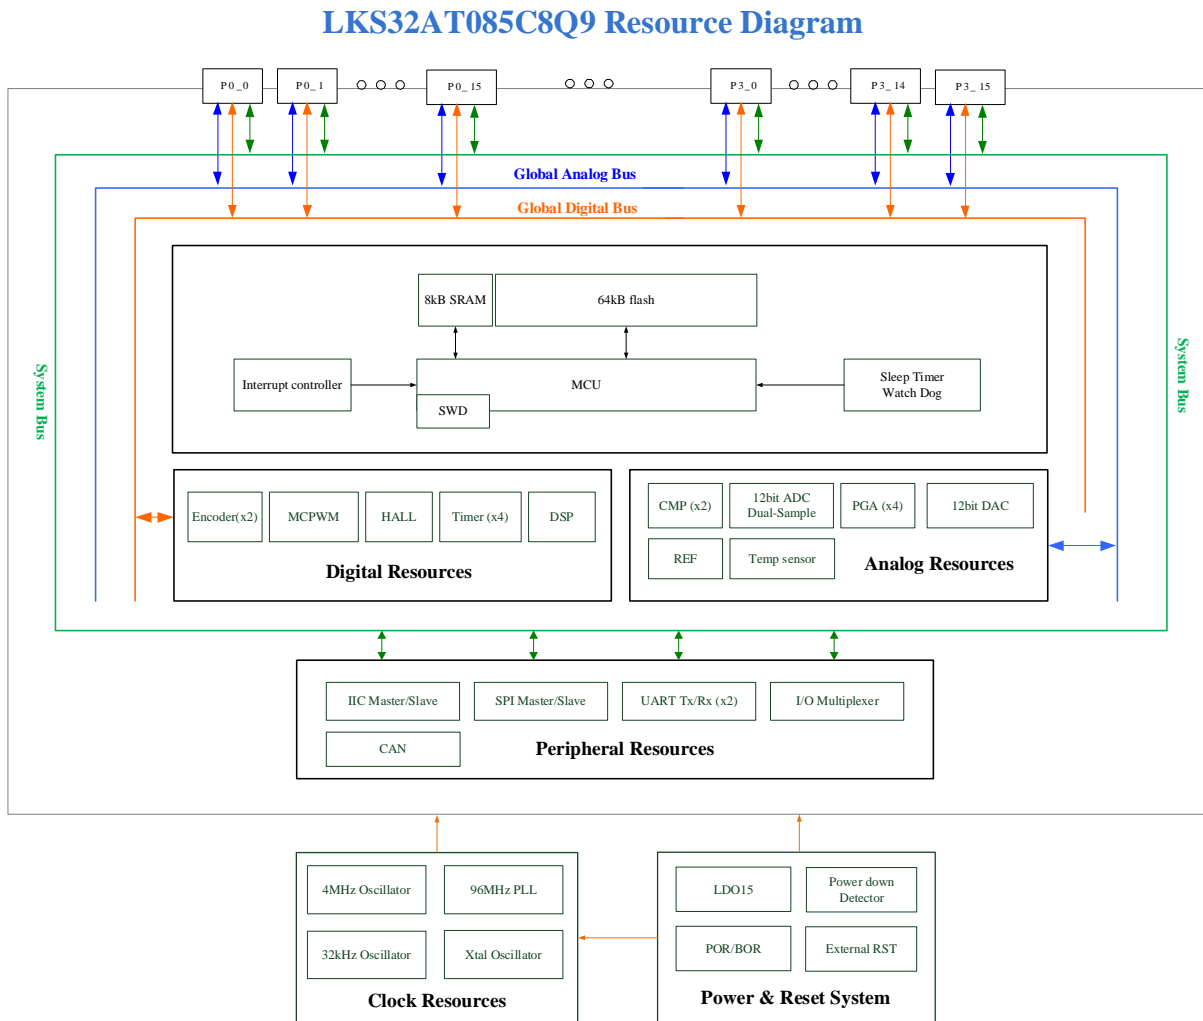 LKS32AT085C8Q9 Resource Diagram
P0_0
P0_1
P0_15
P3_0
P3_14
P3_15
Global Analog Bus
Global Digital Bus
System Bus
System Bus
8kB SRAM
64kB flash
Interrupt controller
MCU
SWD
Sleep Timer
Watch Dog
Encoder(x2)
MCPWM
HALL
Timer (x4)
DSP
Digital Resources
CMP (x2)
12bit ADC
Dual-Sample
PGA (x4)
12bit DAC
REF
Temp sensor
Analog Resources
IIC Master/Slave
SPI Master/Slave
UART Tx/Rx (x2)
I/O Multiplexer
CAN
Peripheral Resources
4MHz Oscillator
96MHz PLL
32kHz Oscillator
Xtal Oscillator
Clock Resources
LDO15
Power down
Detector
POR/BOR
External RST
Power & Reset System